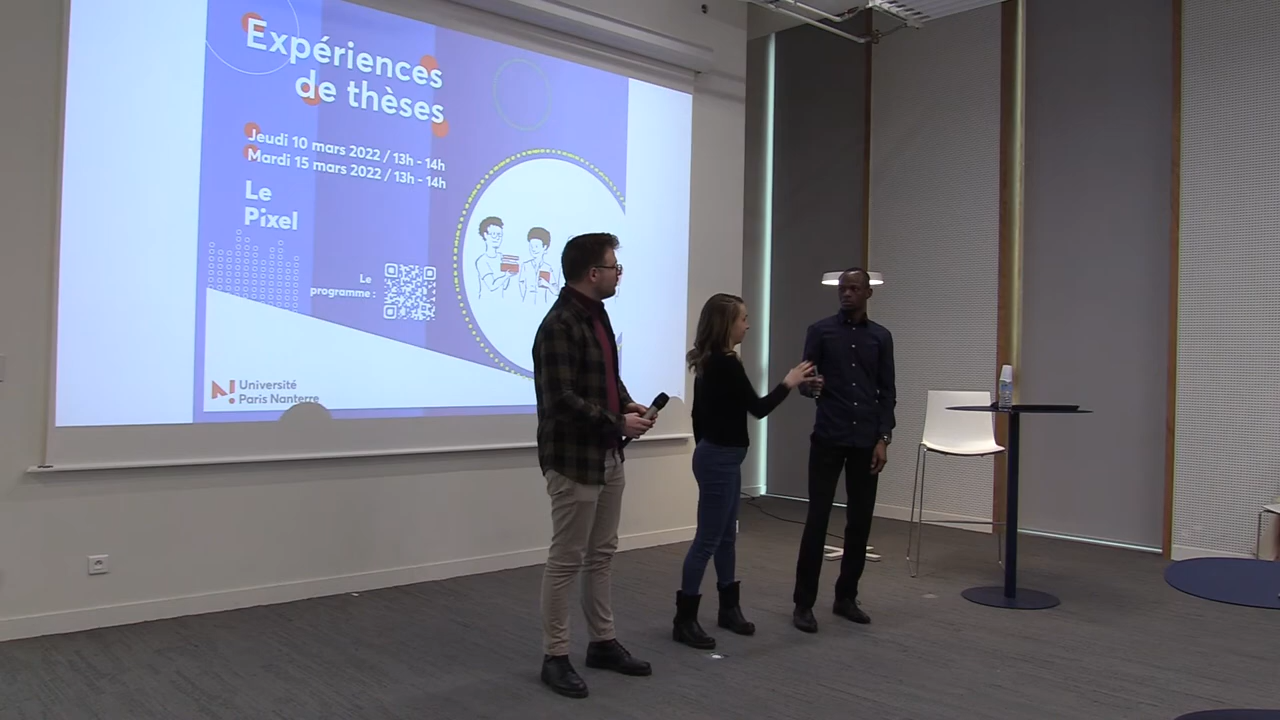 Expériences
de thèses
Jeudi 10 mars 2022 / 13h - 14h
Mardi 15 mars 2022 / 13h - 14h
Le
Pixel
Le
programme :
Université
Paris Nanterre